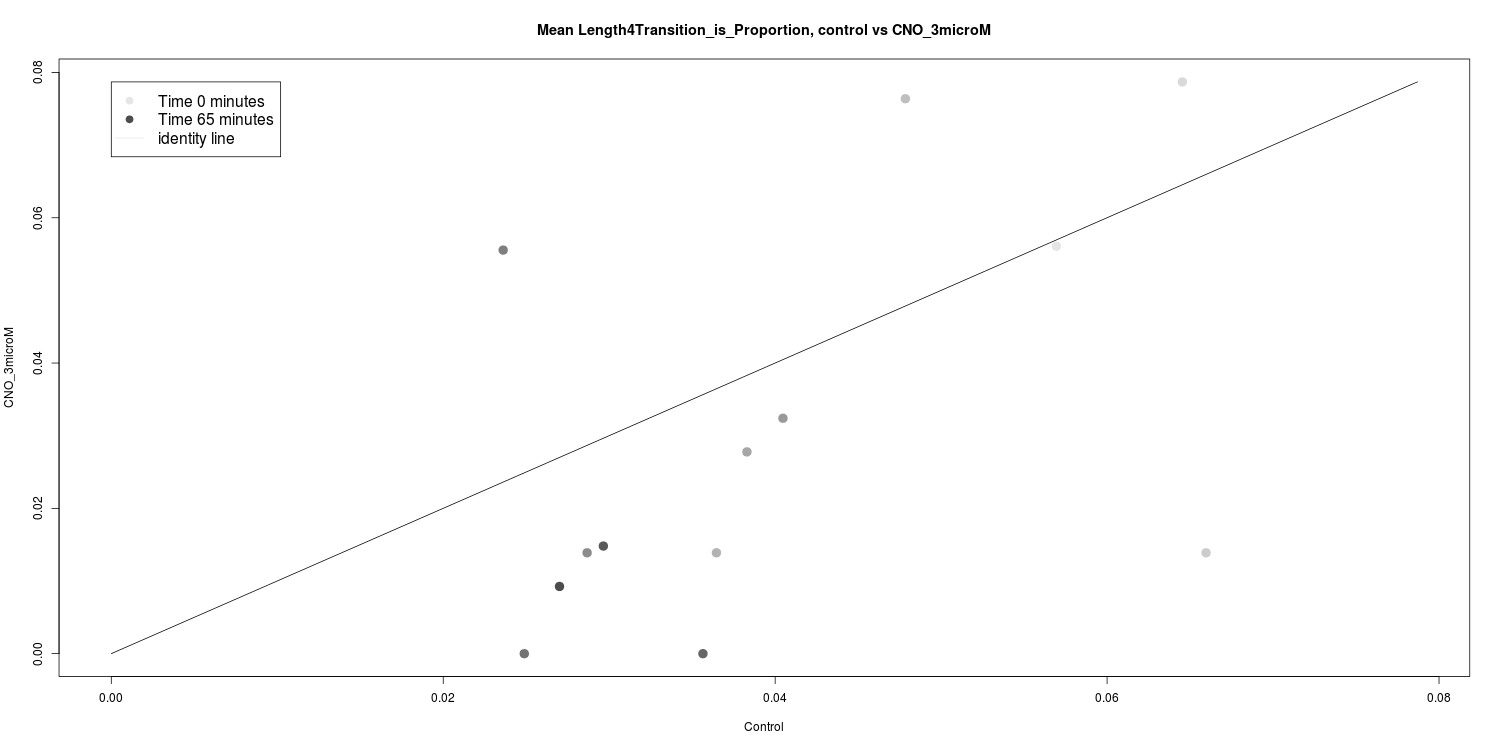 Mean Length4Transition_is_Proportion, control vs CNO_3microM
Time 0 minutes
Time 65 minutes
identity line
CNO_3microM
0.08
0.06
0.04
0.02
0.00
0.00
0.02
0.04
0.06
0.08
Control